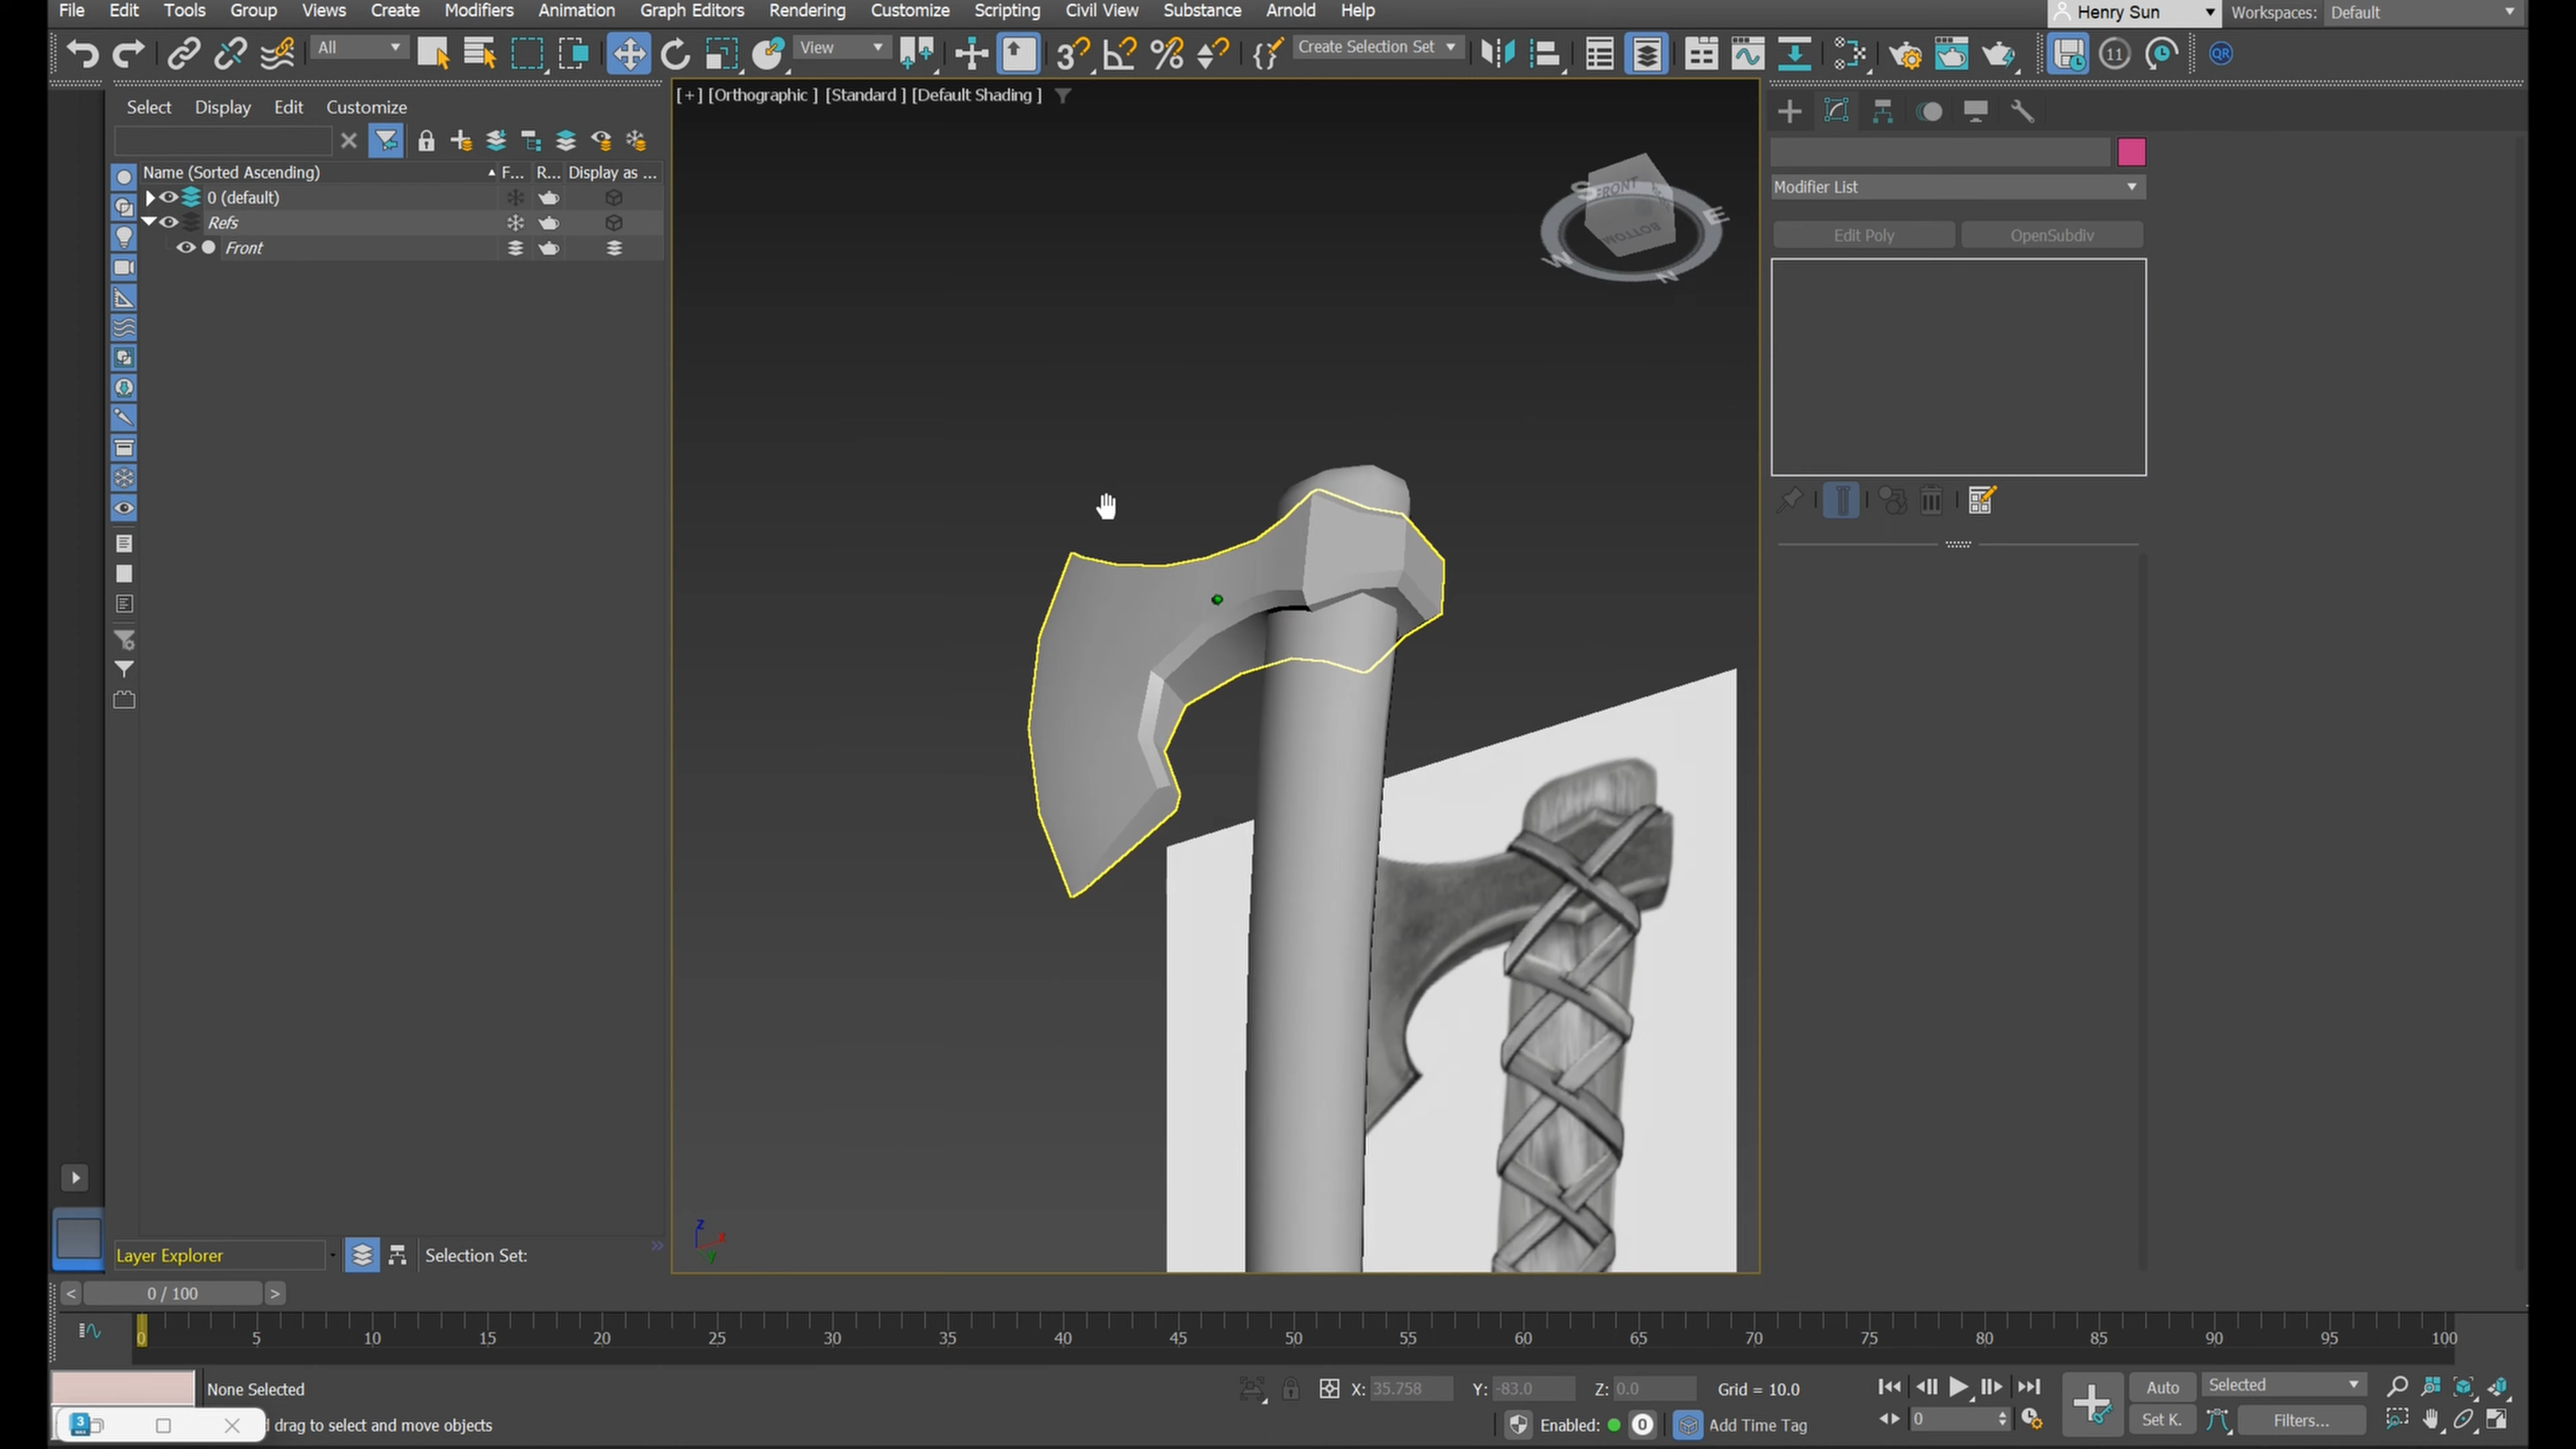 File Edit Tools Group Views Create Modifiers Animation Graph Editors Rendering Customize Scripting Civil View Substance Arnold Help
Henry Sun Workspaces: Default
All View Create Selection Set 11 QR
Select Display Edit Customize
[+] [Orthographic ] [Standard ] [Default Shading ]
Name (Sorted Ascending) F... R... Display as ...
0 (default)
Refs
Front
Modifier List
Edit Poly OpenSubdiv
S FRONT E
BOTTOM
W N
z x
y
Layer Explorer Selection Set:
< 0 / 100 >
0 5 10 15 20 25 30 35 40 45 50 55 60 65 70 75 80 85 90 95 100
None Selected X: 35.758 Y: -83.0 Z: 0.0 Grid = 10.0 Auto Selected
drag to select and move objects Enabled: 0 Add Time Tag 0 Set K. Filters...